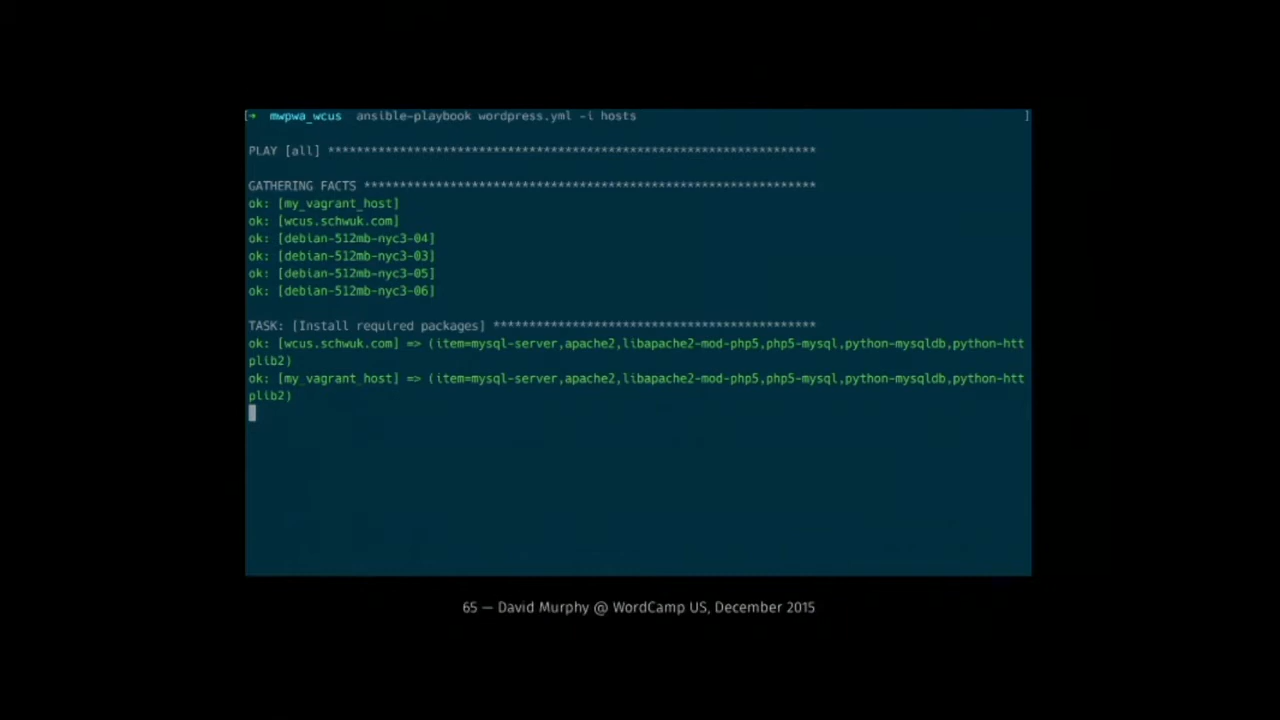 [➜  mwpwa_wcus  ansible-playbook wordpress.yml -i hosts ]
PLAY [all] ********************************************************************
GATHERING FACTS ***************************************************************
ok: [my_vagrant_host]
ok: [wcus.schwuk.com]
ok: [debian-512mb-nyc3-04]
ok: [debian-512mb-nyc3-03]
ok: [debian-512mb-nyc3-05]
ok: [debian-512mb-nyc3-06]
TASK: [Install required packages] *********************************************
ok: [wcus.schwuk.com] => (item=mysql-server,apache2,libapache2-mod-php5,php5-mysql,python-mysqldb,python-htt
plib2)
ok: [my_vagrant_host] => (item=mysql-server,apache2,libapache2-mod-php5,php5-mysql,python-mysqldb,python-htt
plib2)
65 — David Murphy @ WordCamp US, December 2015